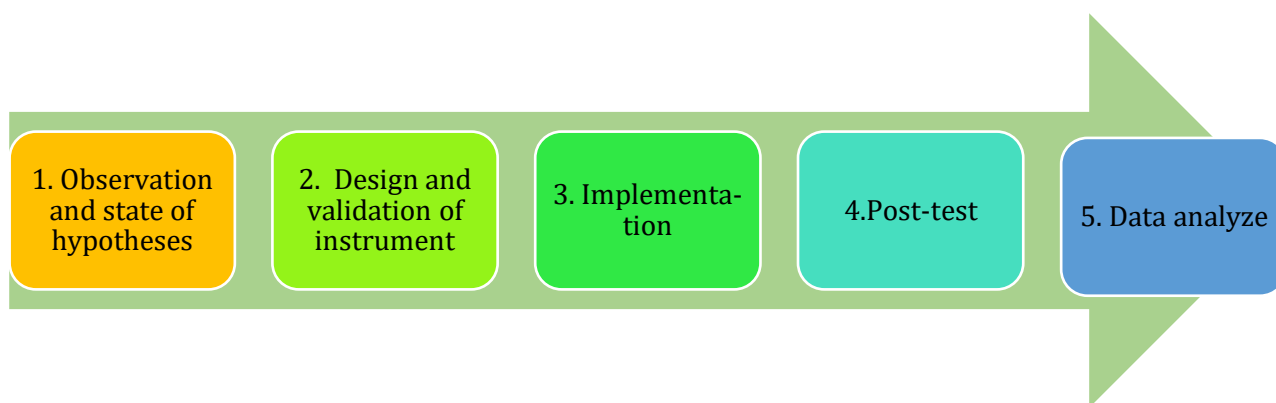 1. Observation
and state of
hypotheses
2.  Design and
validation of
instrument
3. Implementa-
tion
4.Post-test
5. Data analyze